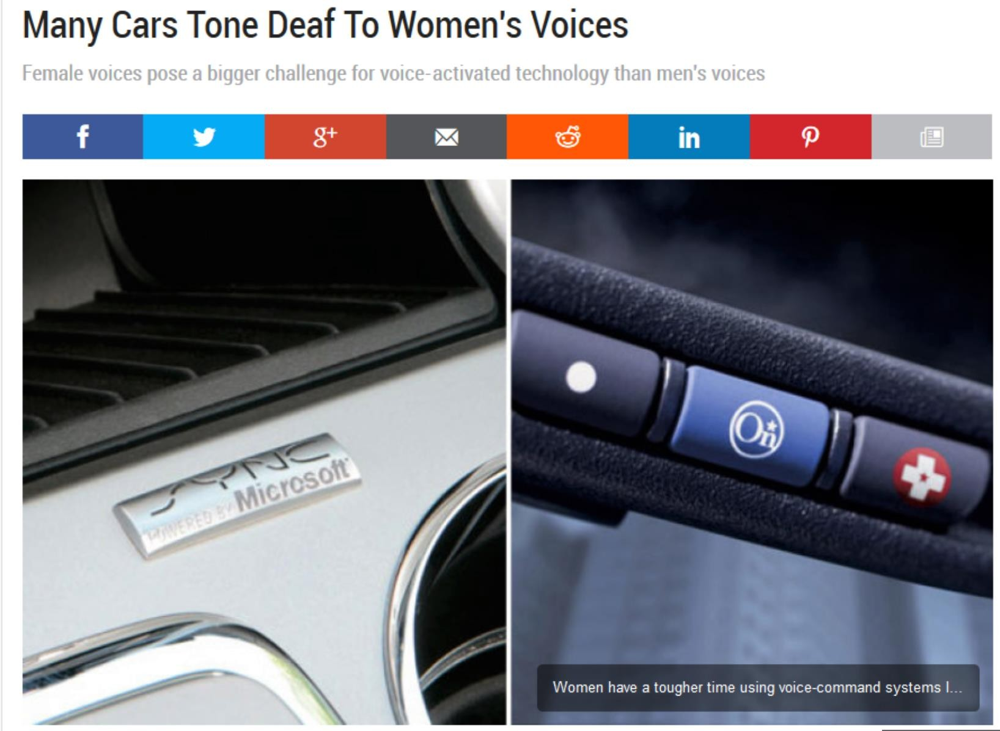 Many Cars Tone Deaf To Women's Voices
Female voices pose a bigger challenge for voice-activated technology than men's voices
f
g+
in
SYNC
POWERED BY Microsoft
On
Women have a tougher time using voice-command systems l...